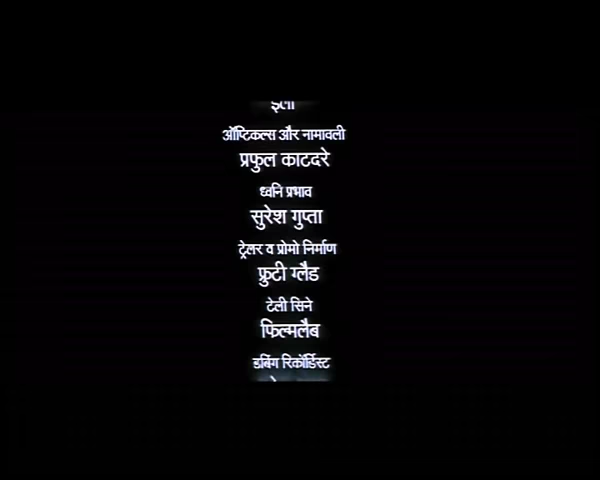 ऑप्टिकल्स और नामावली
प्रफुल काटदरे
ध्वनि प्रभाव
सुरेश गुप्ता
ट्रेलर व प्रोमो निर्माण
फ्रुटी ग्लैड
टेली सिने
फिल्मलैब
डबिंग रिकॉर्डिस्ट